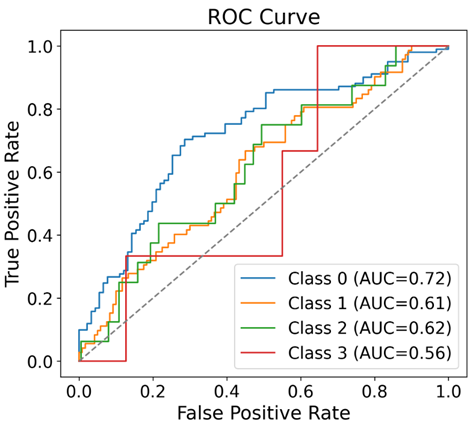 ROC Curve
True Positive Rate
1.0
0.8
0.6
0.4
0.2
0.0
Class 0 (AUC=0.72)
Class 1 (AUC=0.61)
Class 2 (AUC=0.62)
Class 3 (AUC=0.56)
0.0 0.2 0.4 0.6 0.8 1.0
False Positive Rate